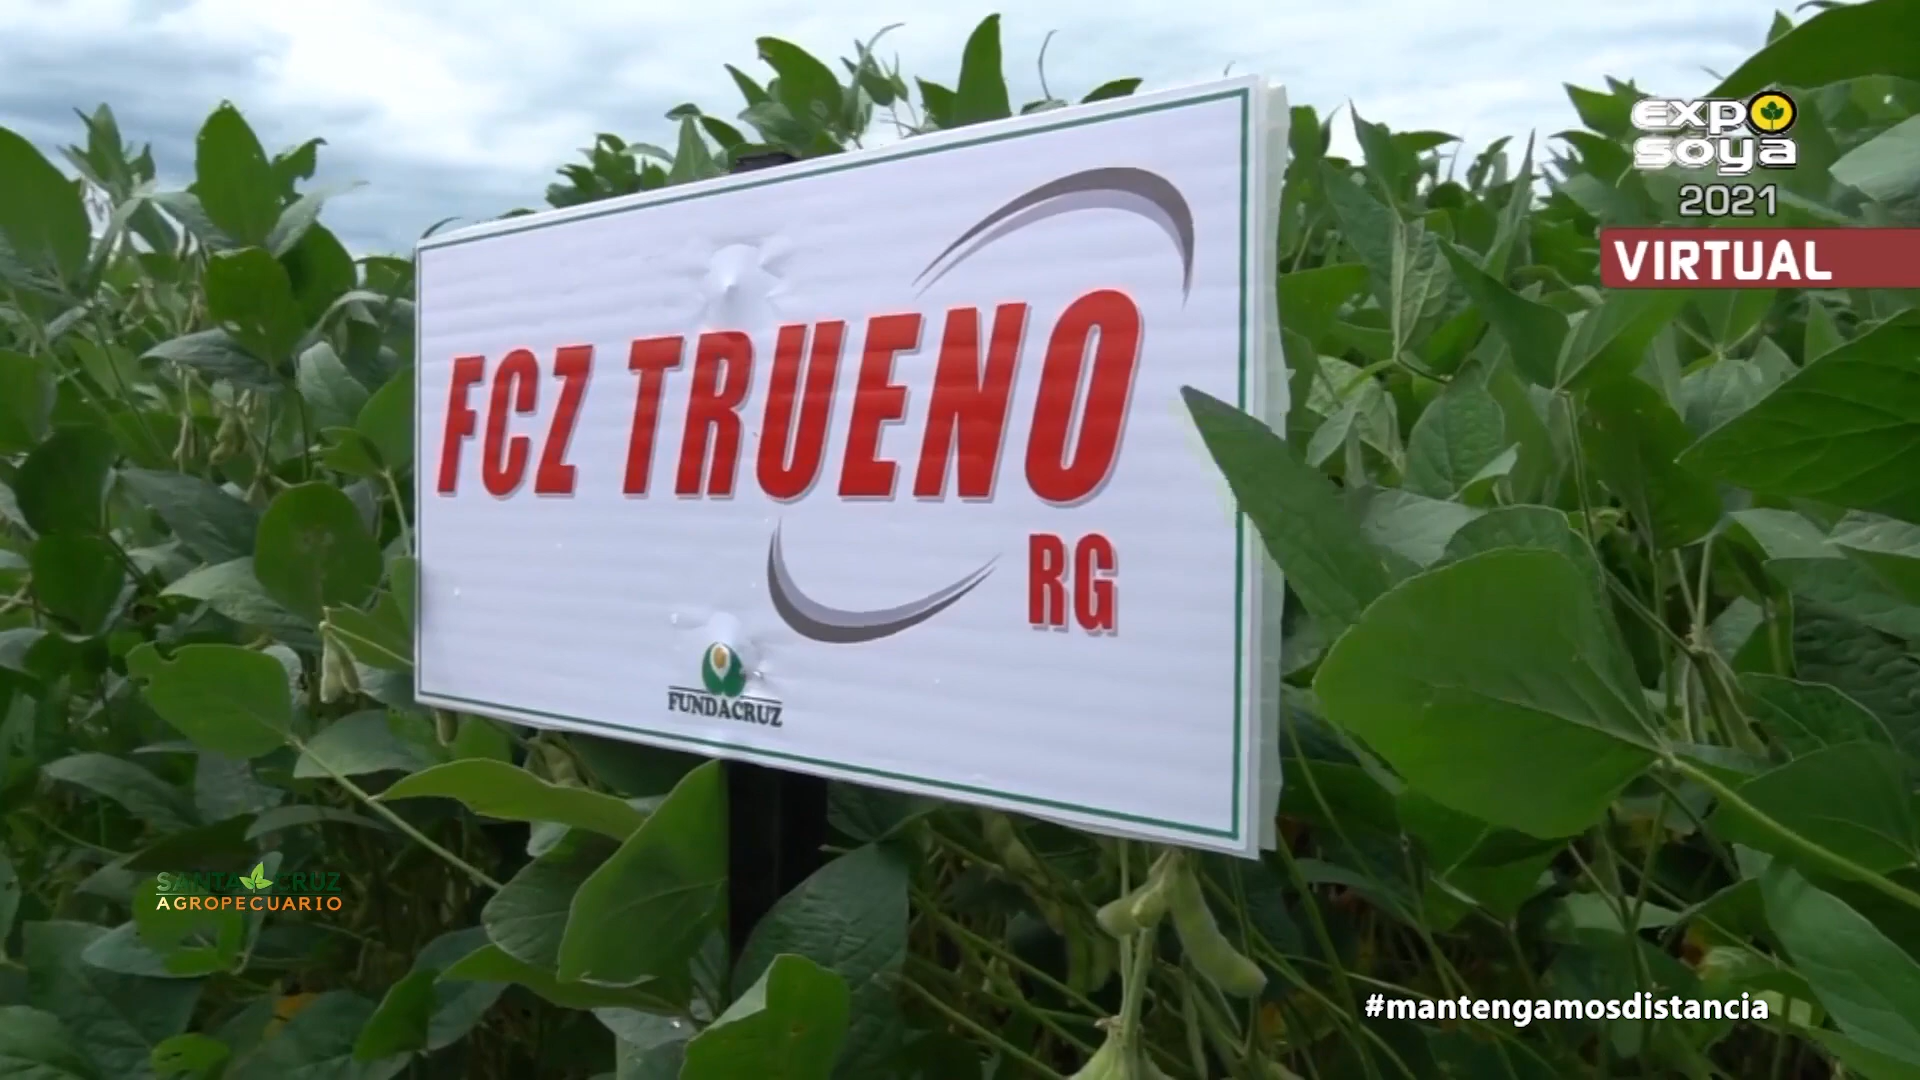 EXPO
SOYA
2021
VIRTUAL
FCZ TRUENO
RG
FUNDACRUZ
SANTA CRUZ
AGROPECUARIO
#mantengamosdistancia